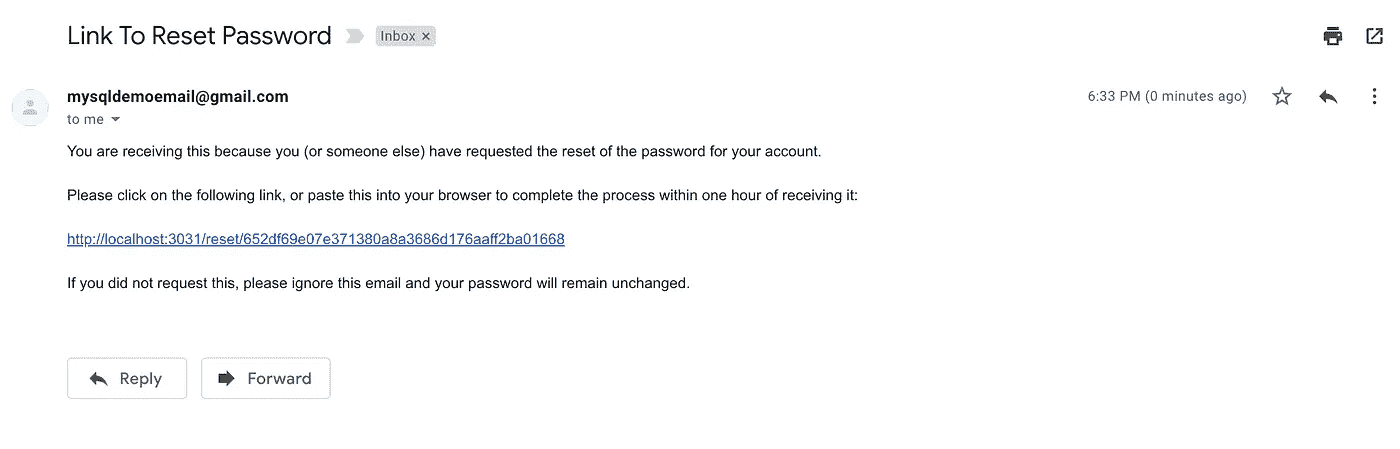 Link To Reset Password
Inbox ×
mysqldemoemail@gmail.com
6:33 PM (0 minutes ago)
to me
You are receiving this because you (or someone else) have requested the reset of the password for your account.
Please click on the following link, or paste this into your browser to complete the process within one hour of receiving it:
http://localhost:3031/reset/652df69e07e371380a8a3686d176aaff2ba01668
If you did not request this, please ignore this email and your password will remain unchanged.
Reply
Forward